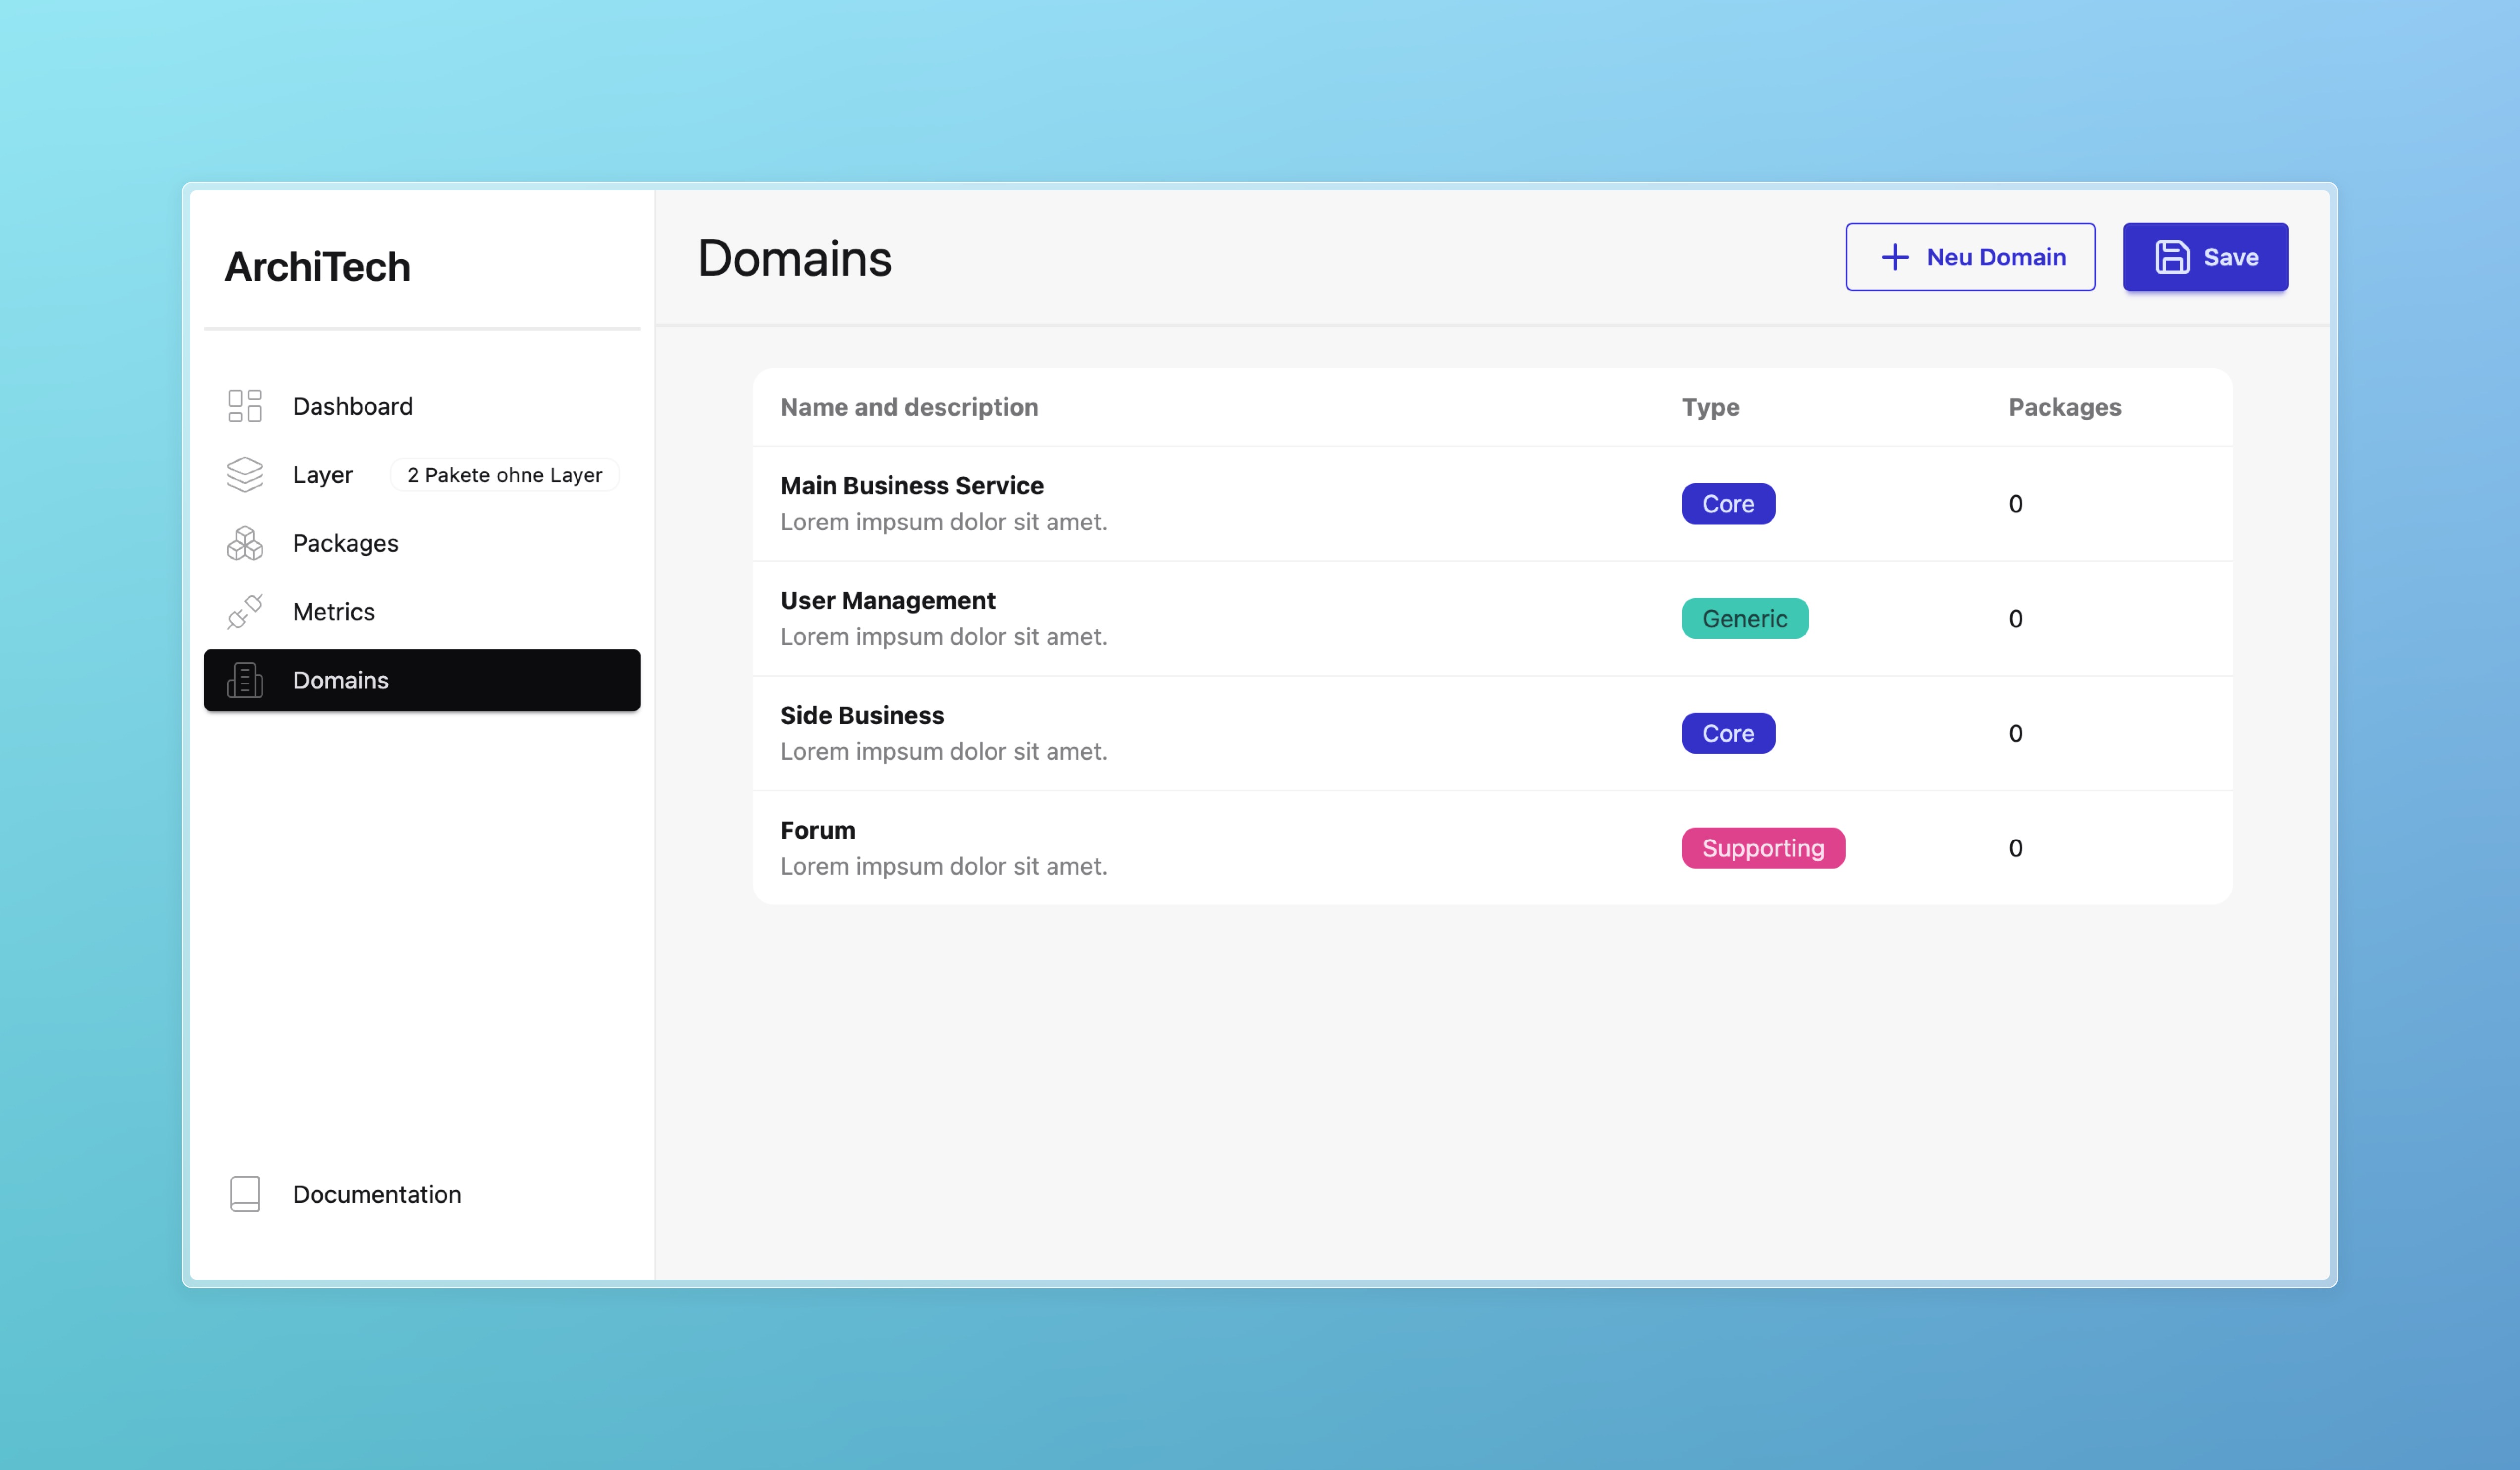 ArchiTech
Dashboard
Layer 2 Pakete ohne Layer
Packages
Metrics
Domains
Documentation
Domains
Neu Domain Save
Name and description Type Packages
Main Business Service
Lorem impsum dolor sit amet.
Core 0
User Management
Lorem impsum dolor sit amet.
Generic 0
Side Business
Lorem impsum dolor sit amet.
Core 0
Forum
Lorem impsum dolor sit amet.
Supporting 0